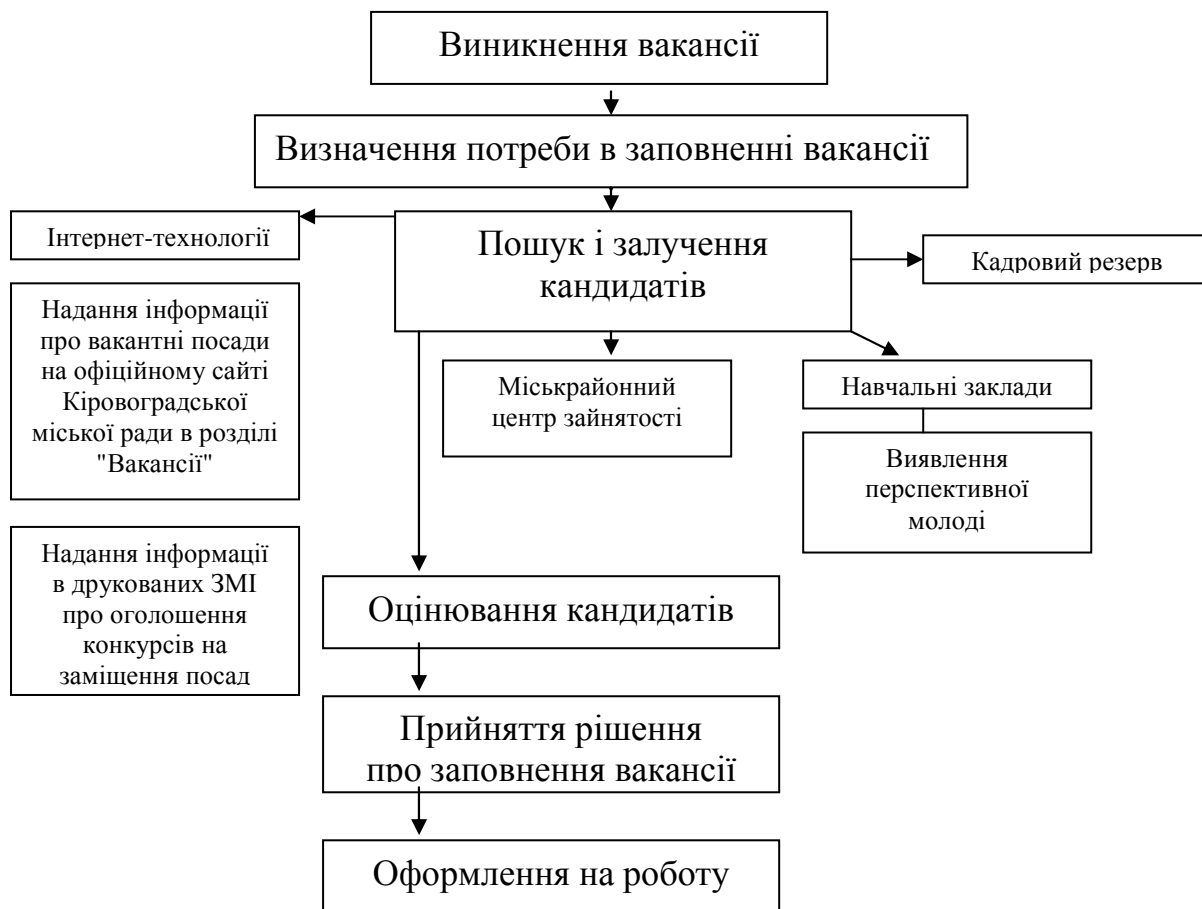 Виникнення вакансії
Визначення потреби в заповненні вакансії
Інтернет-технології
Пошук і залучення
кандидатів
Кадровий резерв
Надання інформації
про вакантні посади
на офіційному сайті
Кіровоградської
міської ради в розділі
"Вакансії"
Міськрайонний
центр зайнятості
Навчальні заклади
Виявлення
перспективної
молоді
Надання інформації
в друкованих ЗМІ
про оголошення
конкурсів на
заміщення посад
Оцінювання кандидатів
Прийняття рішення
про заповнення вакансії
Оформлення на роботу